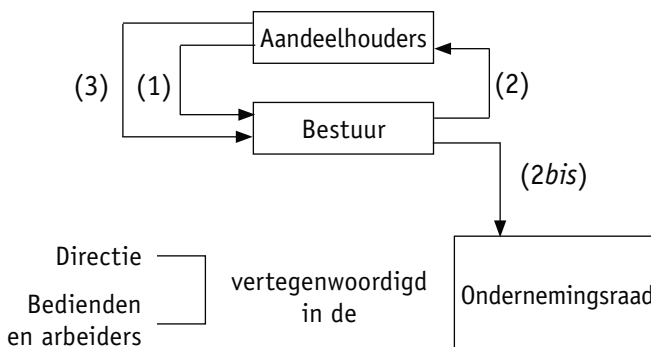 Aandeelhouders
(3)
(1)
(2)
Bestuur
(2bis)
Directie
Bedienden
en arbeiders
vertegenwoordigd
in de
Ondernemingsraad